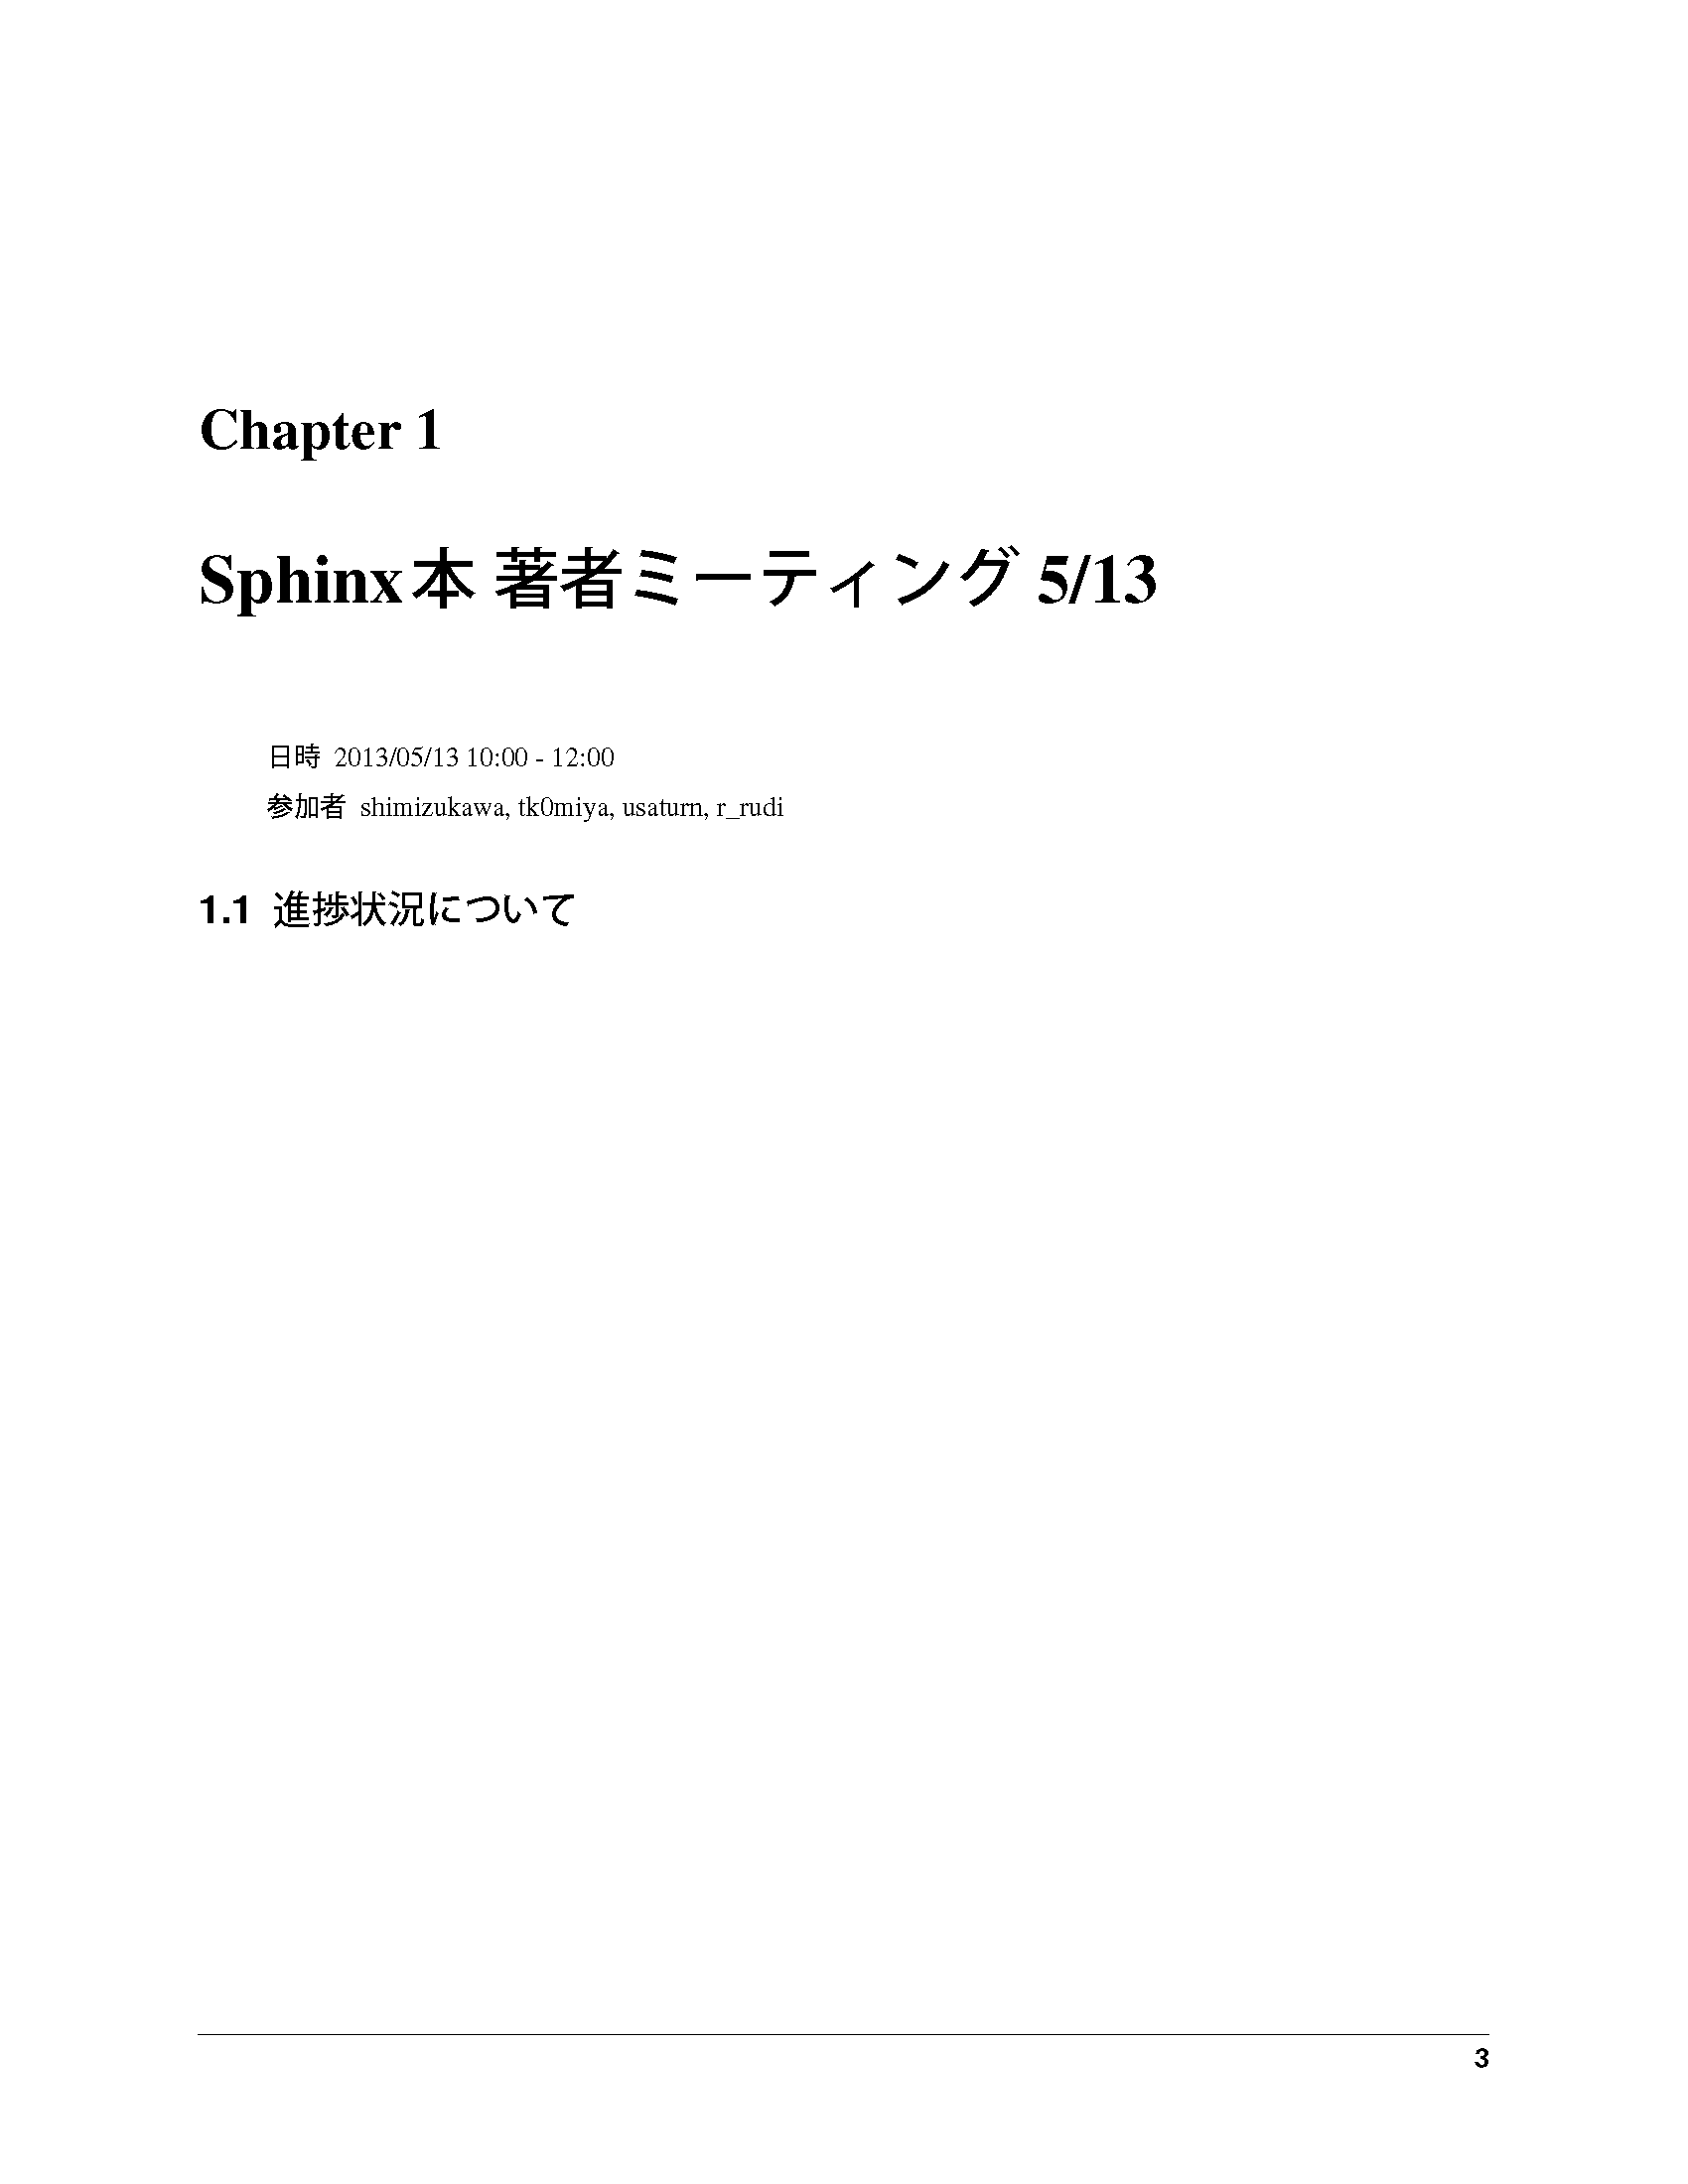 Chapter 1
Sphinx本 著者ミーティング 5/13
日時 2013/05/13 10:00 - 12:00
参加者 shimizukawa, tk0miya, usaturn, r_rudi
1.1 進捗状況について
3